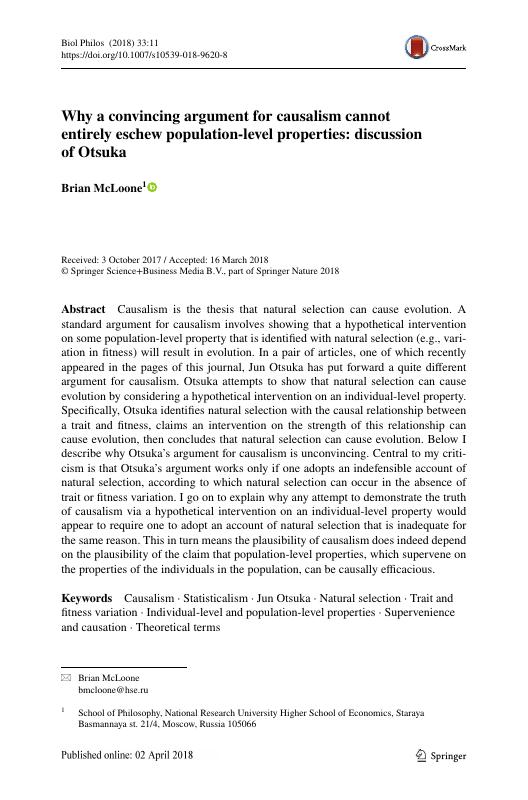 Biol Philos (2018) 33:11
https://doi.org/10.1007/s10539-018-9620-8
CrossMark
Why a convincing argument for causalism cannot
entirely eschew population-level properties: discussion
of Otsuka
Brian McLoone1
Received: 3 October 2017 / Accepted: 16 March 2018
© Springer Science+Business Media B.V., part of Springer Nature 2018
Abstract Causalism is the thesis that natural selection can cause evolution. A
standard argument for causalism involves showing that a hypothetical intervention
on some population-level property that is identified with natural selection (e.g., vari-
ation in fitness) will result in evolution. In a pair of articles, one of which recently
appeared in the pages of this journal, Jun Otsuka has put forward a quite different
argument for causalism. Otsuka attempts to show that natural selection can cause
evolution by considering a hypothetical intervention on an individual-level property.
Specifically, Otsuka identifies natural selection with the causal relationship between
a trait and fitness, claims an intervention on the strength of this relationship can
cause evolution, then concludes that natural selection can cause evolution. Below I
describe why Otsuka's argument for causalism is unconvincing. Central to my criti-
cism is that Otsuka's argument works only if one adopts an indefensible account of
natural selection, according to which natural selection can occur in the absence of
trait or fitness variation. I go on to explain why any attempt to demonstrate the truth
of causalism via a hypothetical intervention on an individual-level property would
appear to require one to adopt an account of natural selection that is inadequate for
the same reason. This in turn means the plausibility of causalism does indeed depend
on the plausibility of the claim that population-level properties, which supervene on
the properties of the individuals in the population, can be causally efficacious.
Keywords Causalism · Statisticalism · Jun Otsuka · Natural selection · Trait and
fitness variation · Individual-level and population-level properties · Supervenience
and causation · Theoretical terms
Brian McLoone
bmcloone@hse.ru
1 School of Philosophy, National Research University Higher School of Economics, Staraya
Basmannaya st. 21/4, Moscow, Russia 105066
Published online: 02 April 2018
Springer